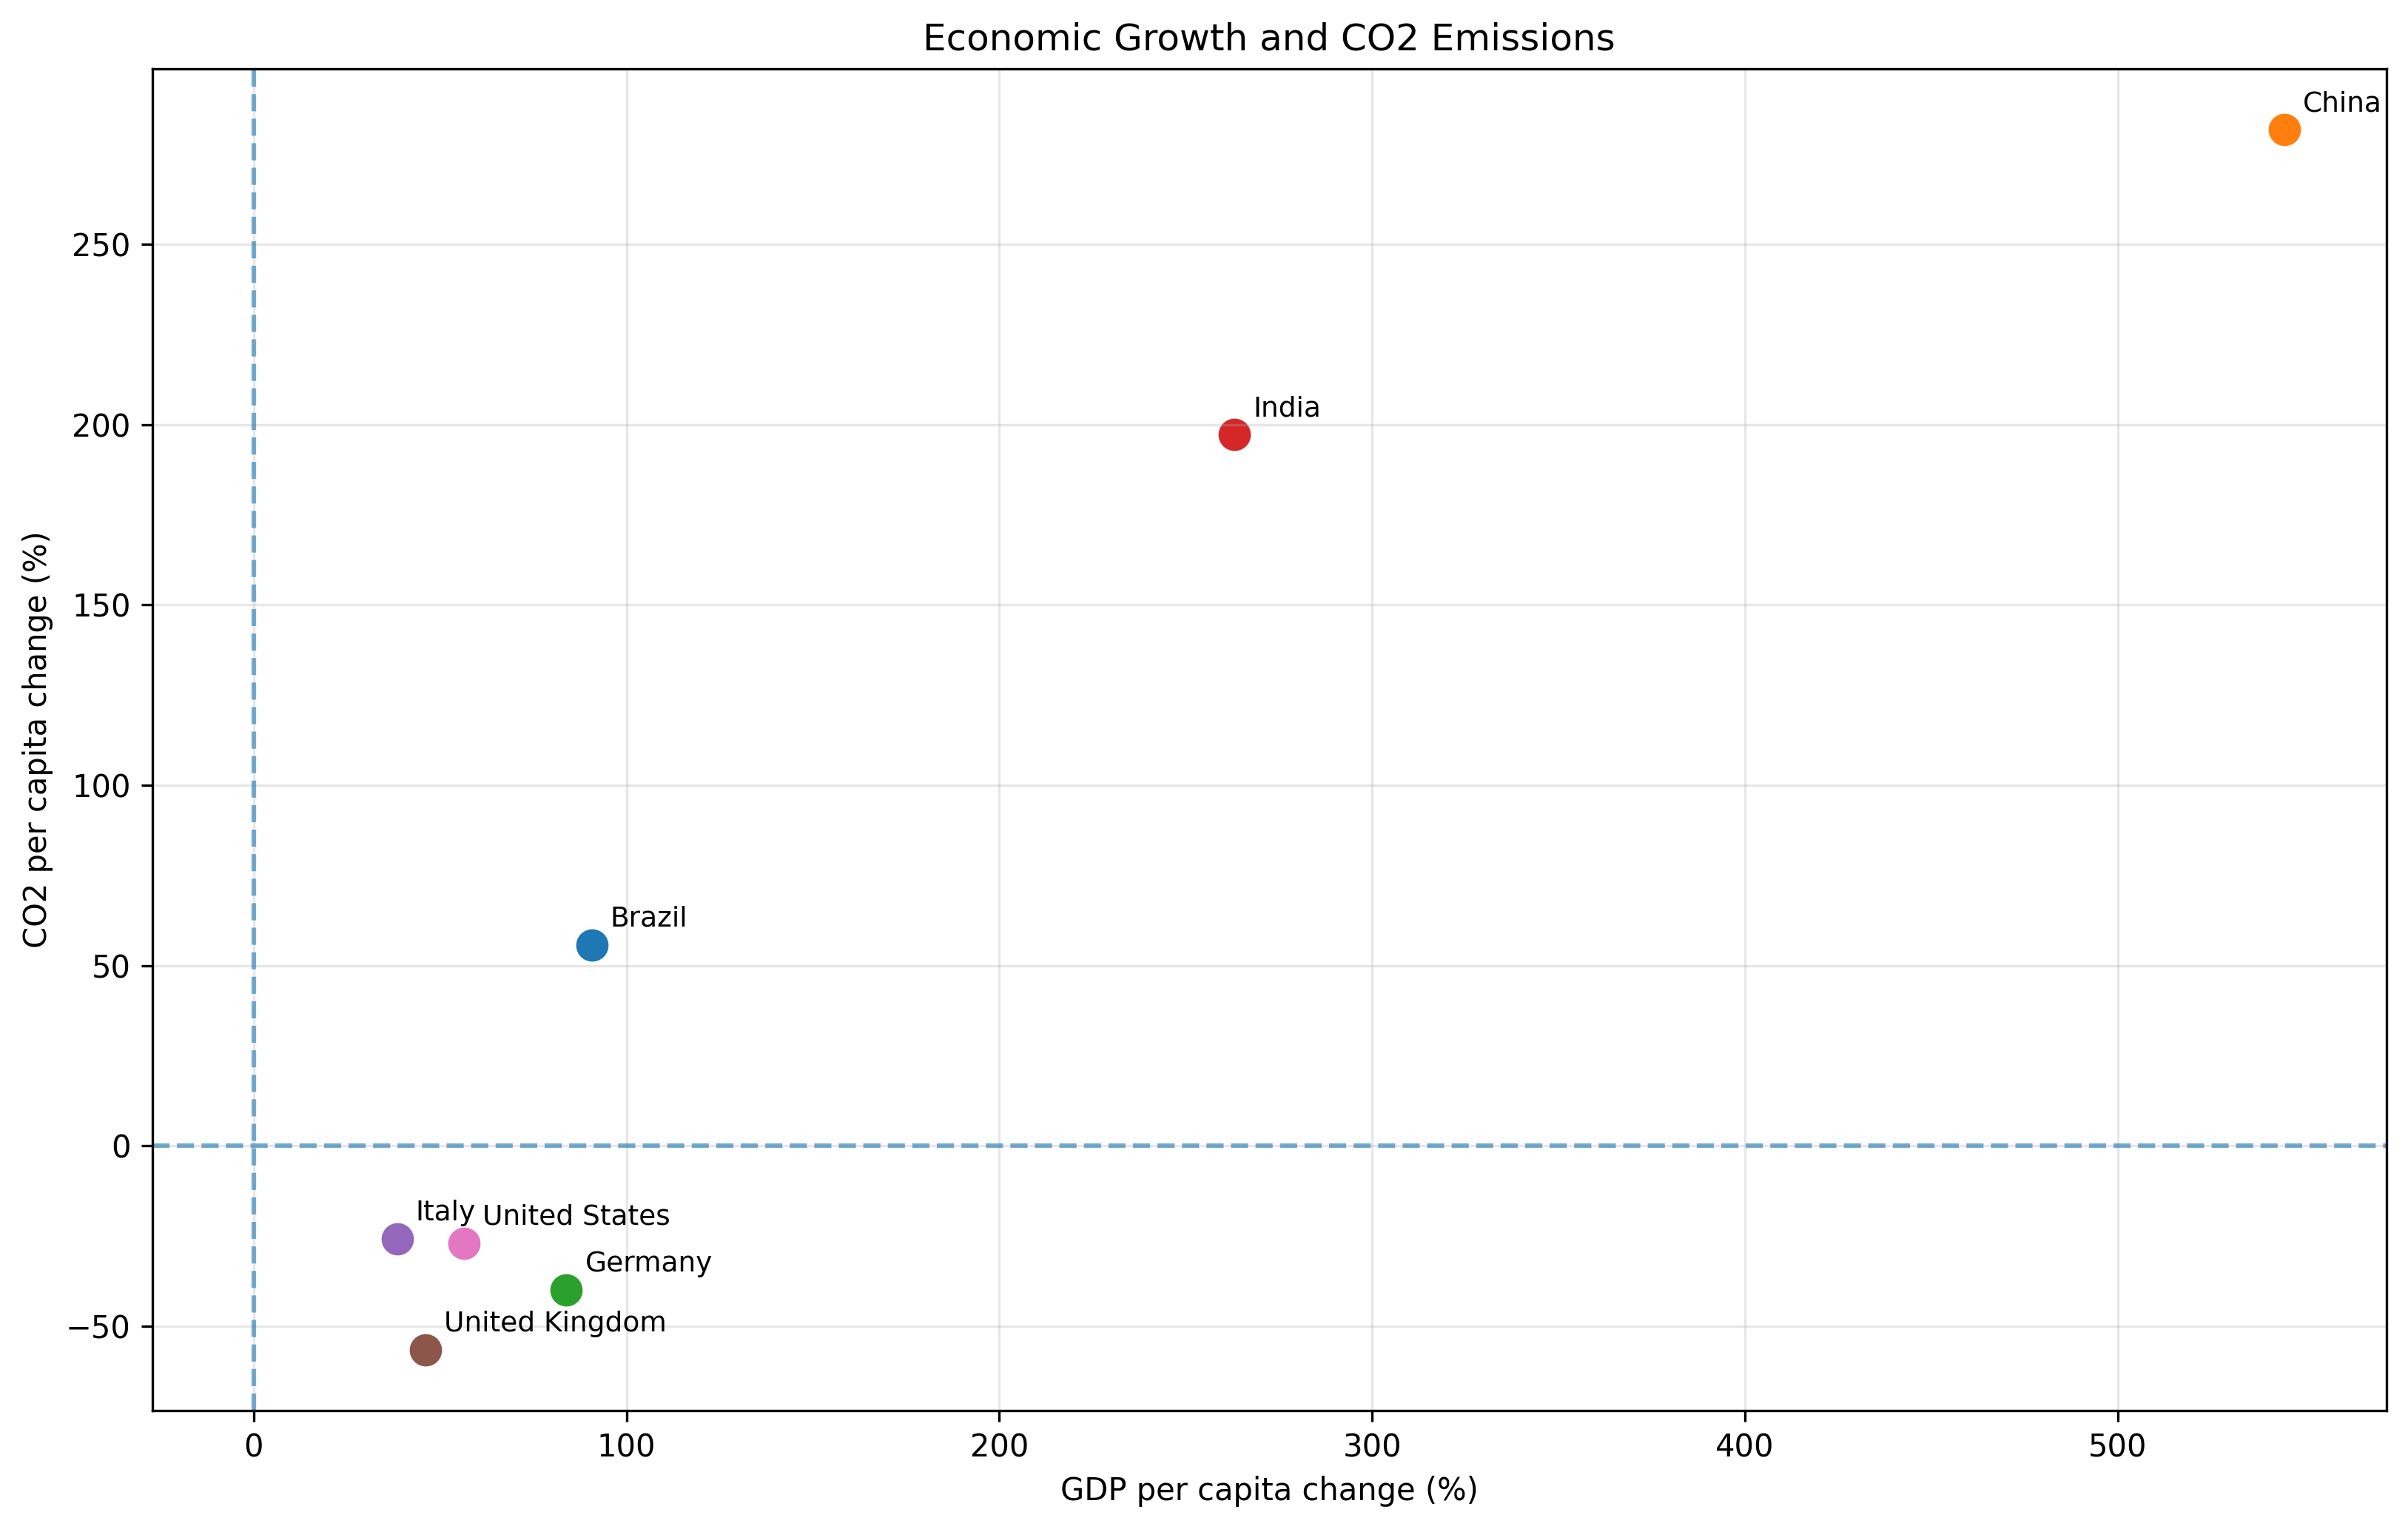 Economic Growth and CO2 Emissions
CO2 per capita change (%)
250
200
150
100
50
0
−50
China
India
Brazil
Italy
United States
Germany
United Kingdom
0
100
200
300
400
500
GDP per capita change (%)